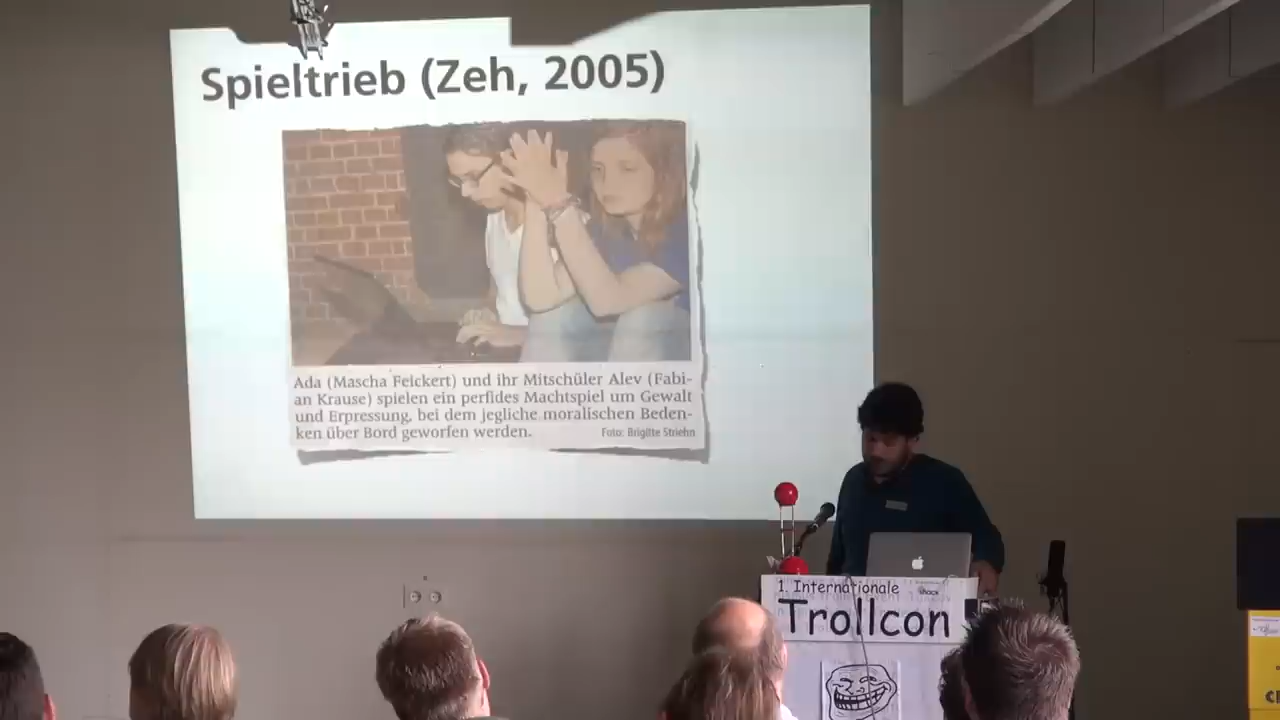 Spieltrieb (Zeh, 2005)
Ada (Mascha Feickert) und ihr Mitschüler Alev (Fabi-
an Krause) spielen ein perfides Machtspiel um Gewalt
und Erpressung, bei dem jegliche moralischen Beden-
ken über Bord geworfen werden.
Foto: Brigitte Striehn
1. Internationale
Trollcon